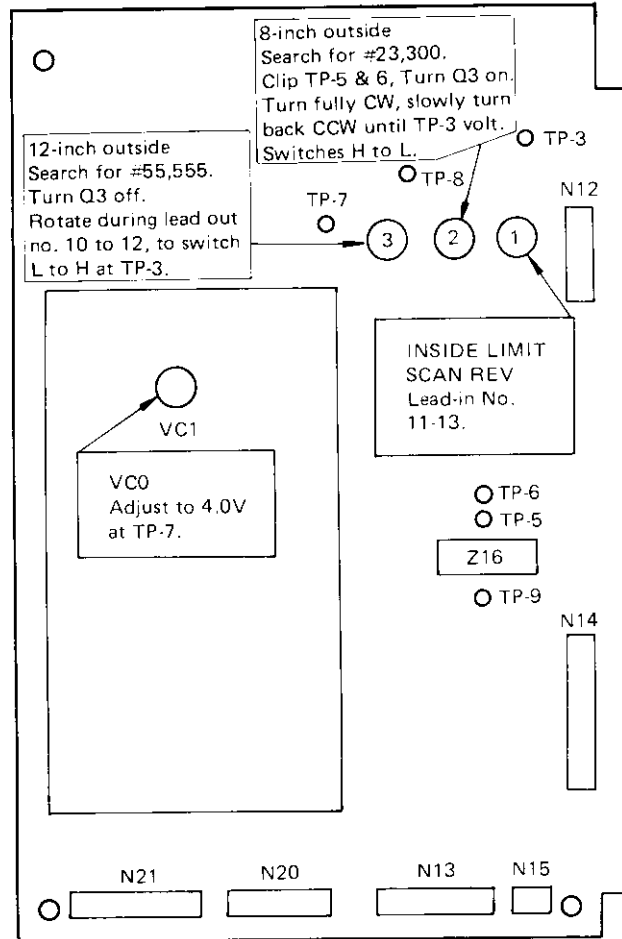 8-inch outside
Search for #23,300.
Clip TP-5 & 6, Turn Q3 on.
Turn fully CW, slowly turn
back CCW until TP-3 volt.
Switches H to L.
TP-3
12-inch outside
Search for #55,555.
Turn Q3 off.
Rotate during lead out
no. 10 to 12, to switch
L to H at TP-3.
TP-8
TP-7
N12
3
2
1
INSIDE LIMIT
SCAN REV
Lead-in No.
11-13.
VC1
VC0
Adjust to 4.0V
at TP-7.
TP-6
TP-5
Z16
TP-9
N14
N21
N20
N13
N15